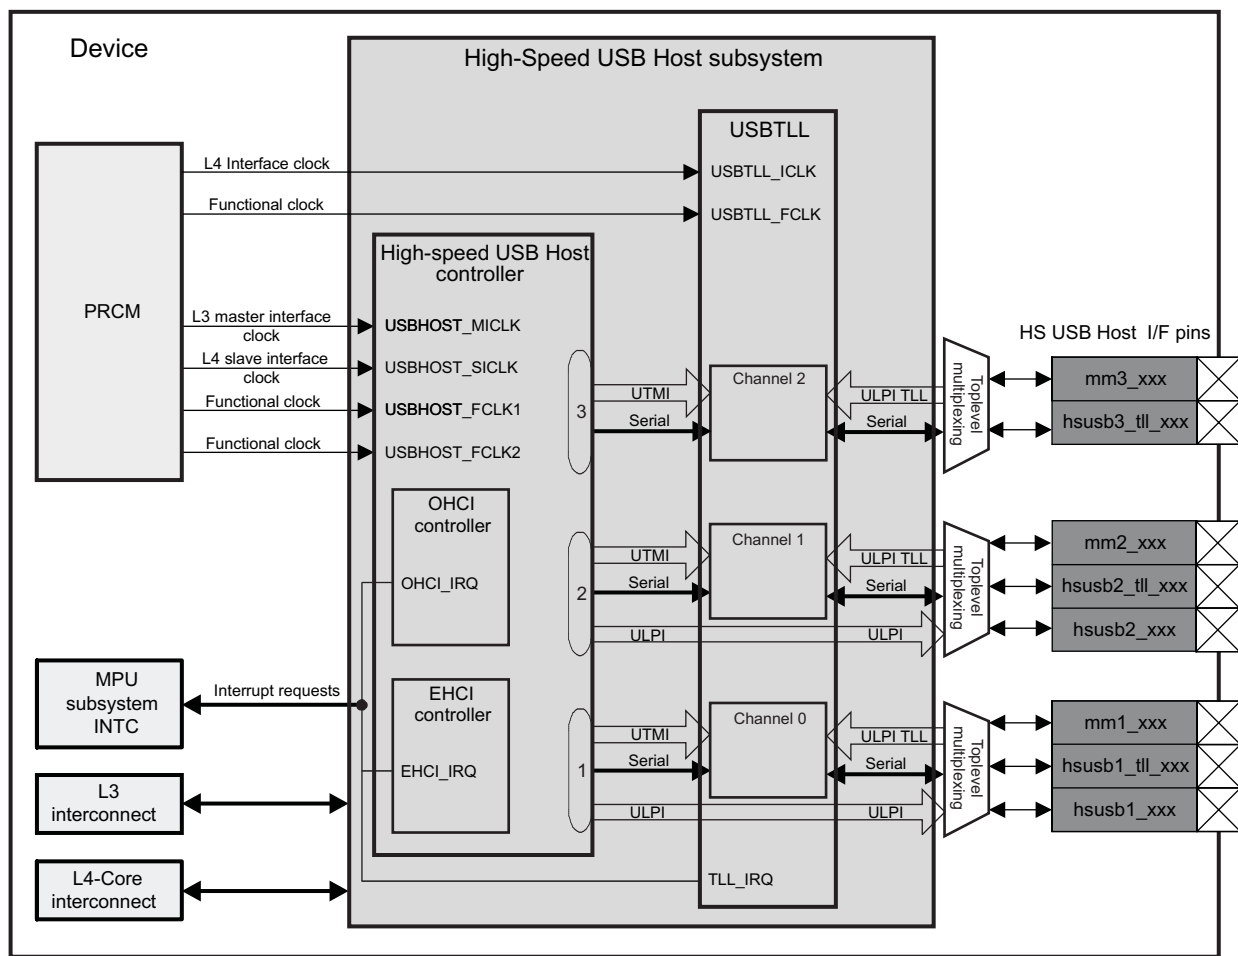 Device
High-Speed USB Host subsystem
USBTLL
L4 Interface clock
USBTLL_ICLK
Functional clock
USBTLL_FCLK
High-speed USB Host
controller
PRCM
L3 master interface
clock
USBHOST_MICLK
L4 slave interface
clock
USBHOST_SICLK
Functional clock
USBHOST_FCLK1
Functional clock
USBHOST_FCLK2
HS USB Host I/F pins
3
UTMI
Serial
Channel 2
ULPI TLL
Serial
Toplevel
multiplexing
mm3_xxx
hsusb3_tll_xxx
OHCI
controller
OHCI_IRQ
2
UTMI
Serial
ULPI
Channel 1
ULPI TLL
Serial
ULPI
Toplevel
multiplexing
mm2_xxx
hsusb2_tll_xxx
hsusb2_xxx
MPU
subsystem
INTC
Interrupt requests
EHCI
controller
EHCI_IRQ
1
UTMI
Serial
ULPI
Channel 0
ULPI TLL
Serial
ULPI
Toplevel
multiplexing
mm1_xxx
hsusb1_tll_xxx
hsusb1_xxx
L3
interconnect
L4-Core
interconnect
TLL_IRQ